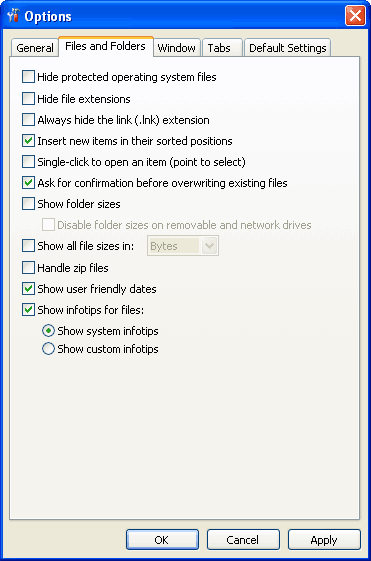 Options
General Files and Folders Window Tabs Default Settings
Hide protected operating system files
Hide file extensions
Always hide the link (.lnk) extension
Insert new items in their sorted positions
Single-click to open an item (point to select)
Ask for confirmation before overwriting existing files
Show folder sizes
Disable folder sizes on removable and network drives
Show all file sizes in: Bytes
Handle zip files
Show user friendly dates
Show infotips for files:
Show system infotips
Show custom infotips
OK Cancel Apply